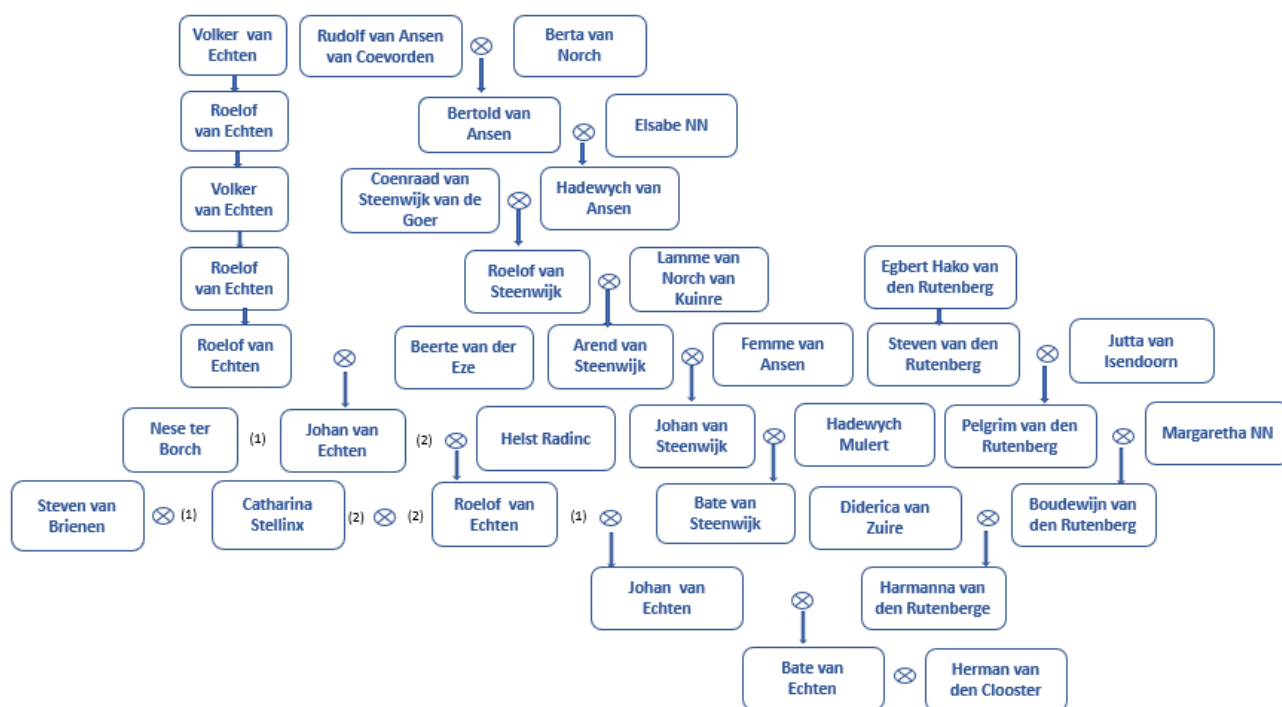 Volker van
Echten
Rudolf van Ansen
van Coevorden
Berta van
Norch
Roelof
van Echten
Bertold van
Ansen
Elsabe NN
Volker
van Echten
Coenraad van
Steenwijk van de
Goer
Hadewych van
Ansen
Roelof
van Echten
Roelof van
Steenwijk
Lamme van
Norch van
Kuinre
Egbert Hako van
den Rutenberg
Roelof van
Echten
Beerte van der
Eze
Arend van
Steenwijk
Femme van
Ansen
Steven van den
Rutenberg
Jutta van
Isendoorn
Nese ter
Borch
(1)
Johan van
Echten
(2)
Helst Radinc
Johan van
Steenwijk
Hadewych
Mulert
Pelgrim van den
Rutenberg
Margaretha NN
Steven van
Brienen
(1)
Catharina
Stellinx
(2)
(2)
Roelof van
Echten
(1)
Bate van
Steenwijk
Diderica van
Zuire
Boudewijn van
den Rutenberg
Johan van
Echten
Harmanna van
den Rutenberge
Bate van
Echten
Herman van
den Clooster